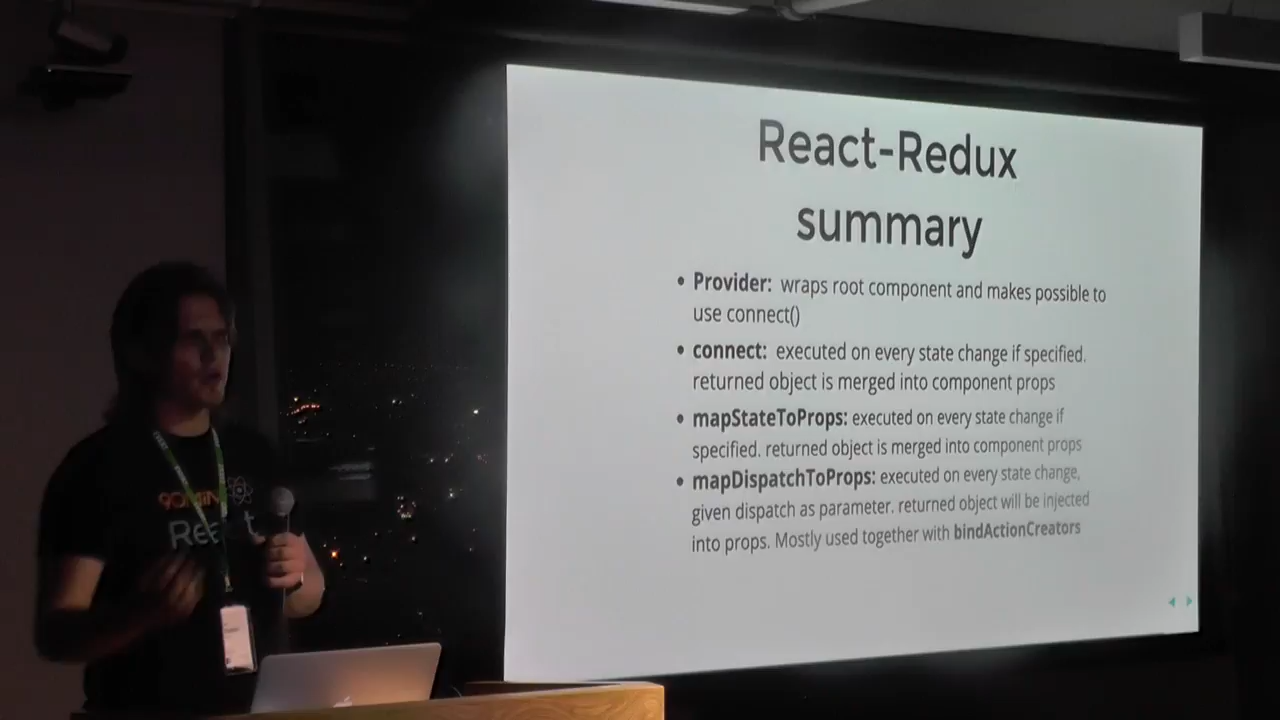 React-Redux
summary
• Provider: wraps root component and makes possible to
use connect()
• connect: executed on every state change if specified.
returned object is merged into component props
• mapStateToProps: executed on every state change if
specified. returned object is merged into component props
• mapDispatchToProps: executed on every state change,
given dispatch as parameter. returned object will be injected
into props. Mostly used together with bindActionCreators